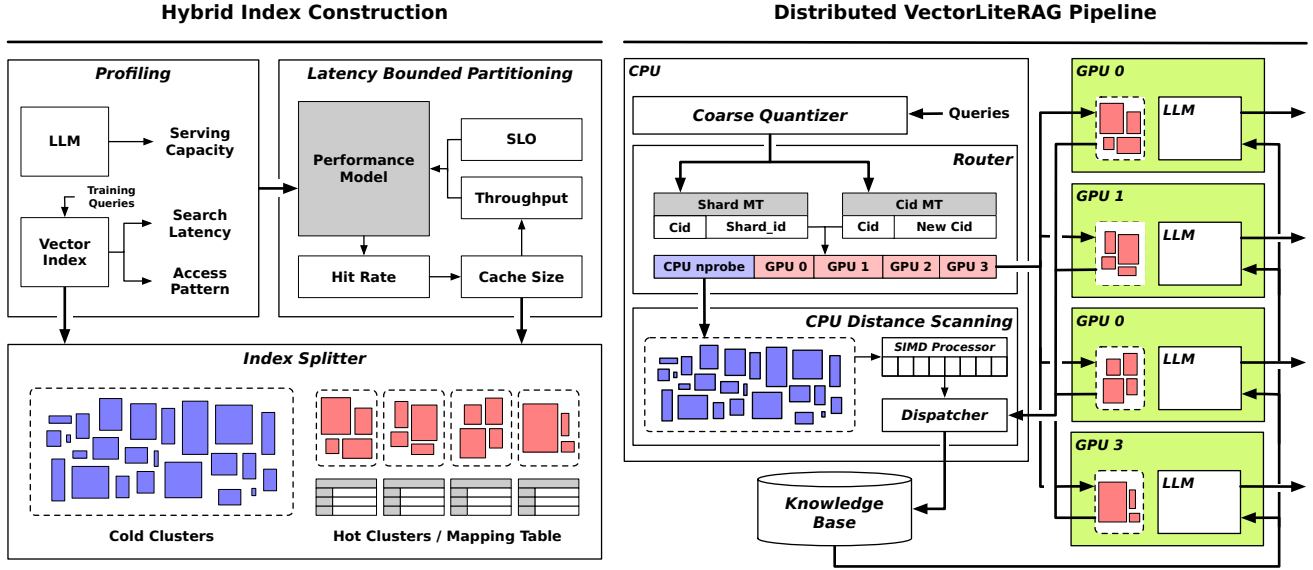 Hybrid Index Construction
Profiling
LLM
Serving
Capacity
Training
Queries
Vector
Index
Search
Latency
Access
Pattern
Latency Bounded Partitioning
Performance
Model
SLO
Throughput
Hit Rate
Cache Size
Index Splitter
Cold Clusters
Hot Clusters / Mapping Table
Distributed VectorLiteRAG Pipeline
CPU
Coarse Quantizer
Queries
Router
Shard MT
Cid MT
Cid Shard_id
Cid New Cid
CPU nprobe GPU 0 GPU 1 GPU 2 GPU 3
CPU Distance Scanning
SIMD Processor
Dispatcher
Knowledge
Base
GPU 0
LLM
GPU 1
LLM
GPU 0
LLM
GPU 3
LLM